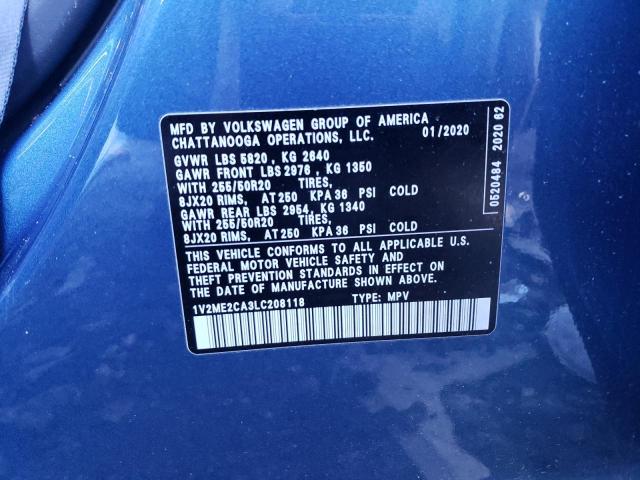 MFD BY VOLKSWAGEN GROUP OF AMERICA
CHATTANOOGA OPERATIONS, LLC. 01/2020
GVWR LBS 5820 , KG 2640
GAWR FRONT LBS 2976 , KG 1350
WITH 255/50R20 TIRES,
8JX20 RIMS, AT 250 KPA 36 PSI COLD
GAWR REAR LBS 2954, KG 1340
WITH 255/50R20 TIRES,
8JX20 RIMS, AT 250 KPA 36 PSI COLD
THIS VEHICLE CONFORMS TO ALL APPLICABLE U.S.
FEDERAL MOTOR VEHICLE SAFETY AND
THEFT PREVENTION STANDARDS IN EFFECT ON
THE DATE OF MANUFACTURE SHOWN ABOVE.
1V2ME2CA3LC208118 TYPE: MPV
0520484 2020 62